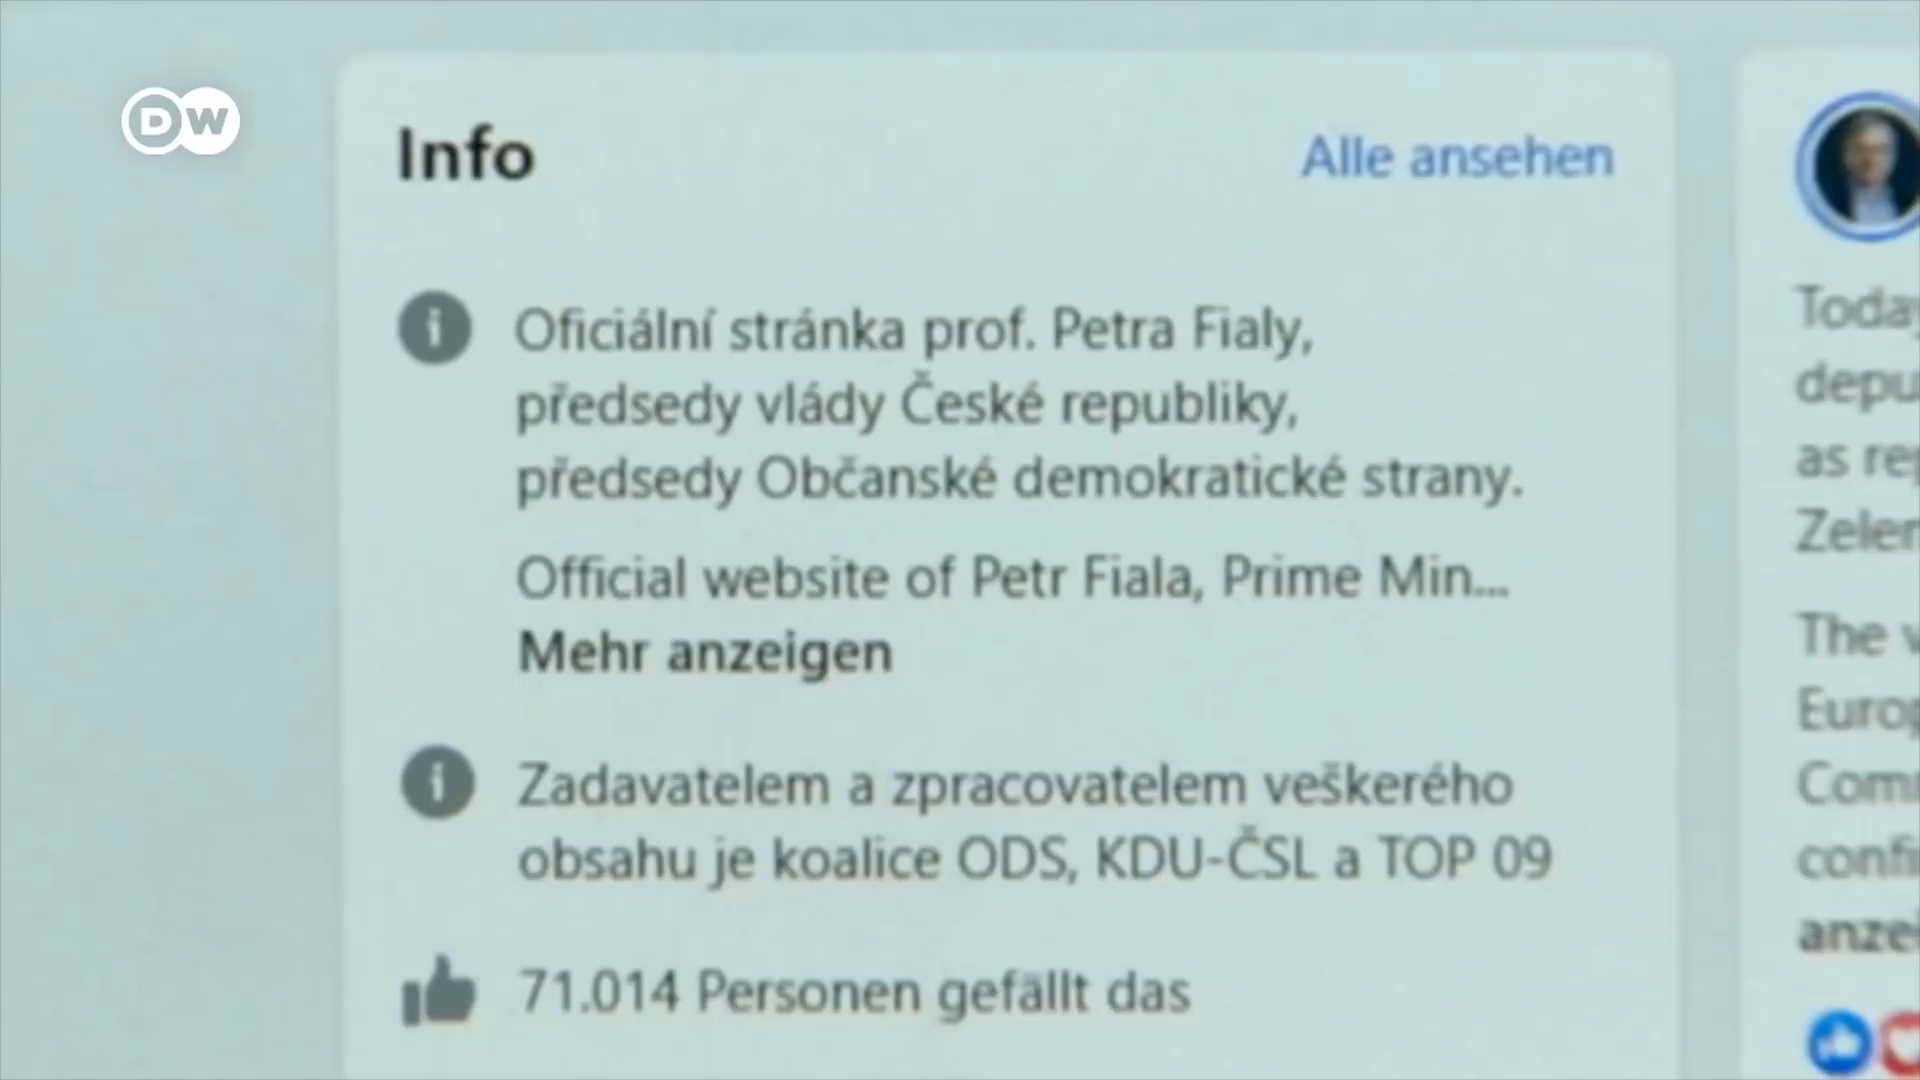 DW
Info
Alle ansehen
Oficiální stránka prof. Petra Fialy,
předsedy vlády České republiky,
předsedy Občanské demokratické strany.
Official website of Petr Fiala, Prime Min...
Mehr anzeigen
Zadavatelem a zpracovatelem veškerého
obsahu je koalice ODS, KDU-ČSL a TOP 09
71.014 Personen gefällt das
as
The